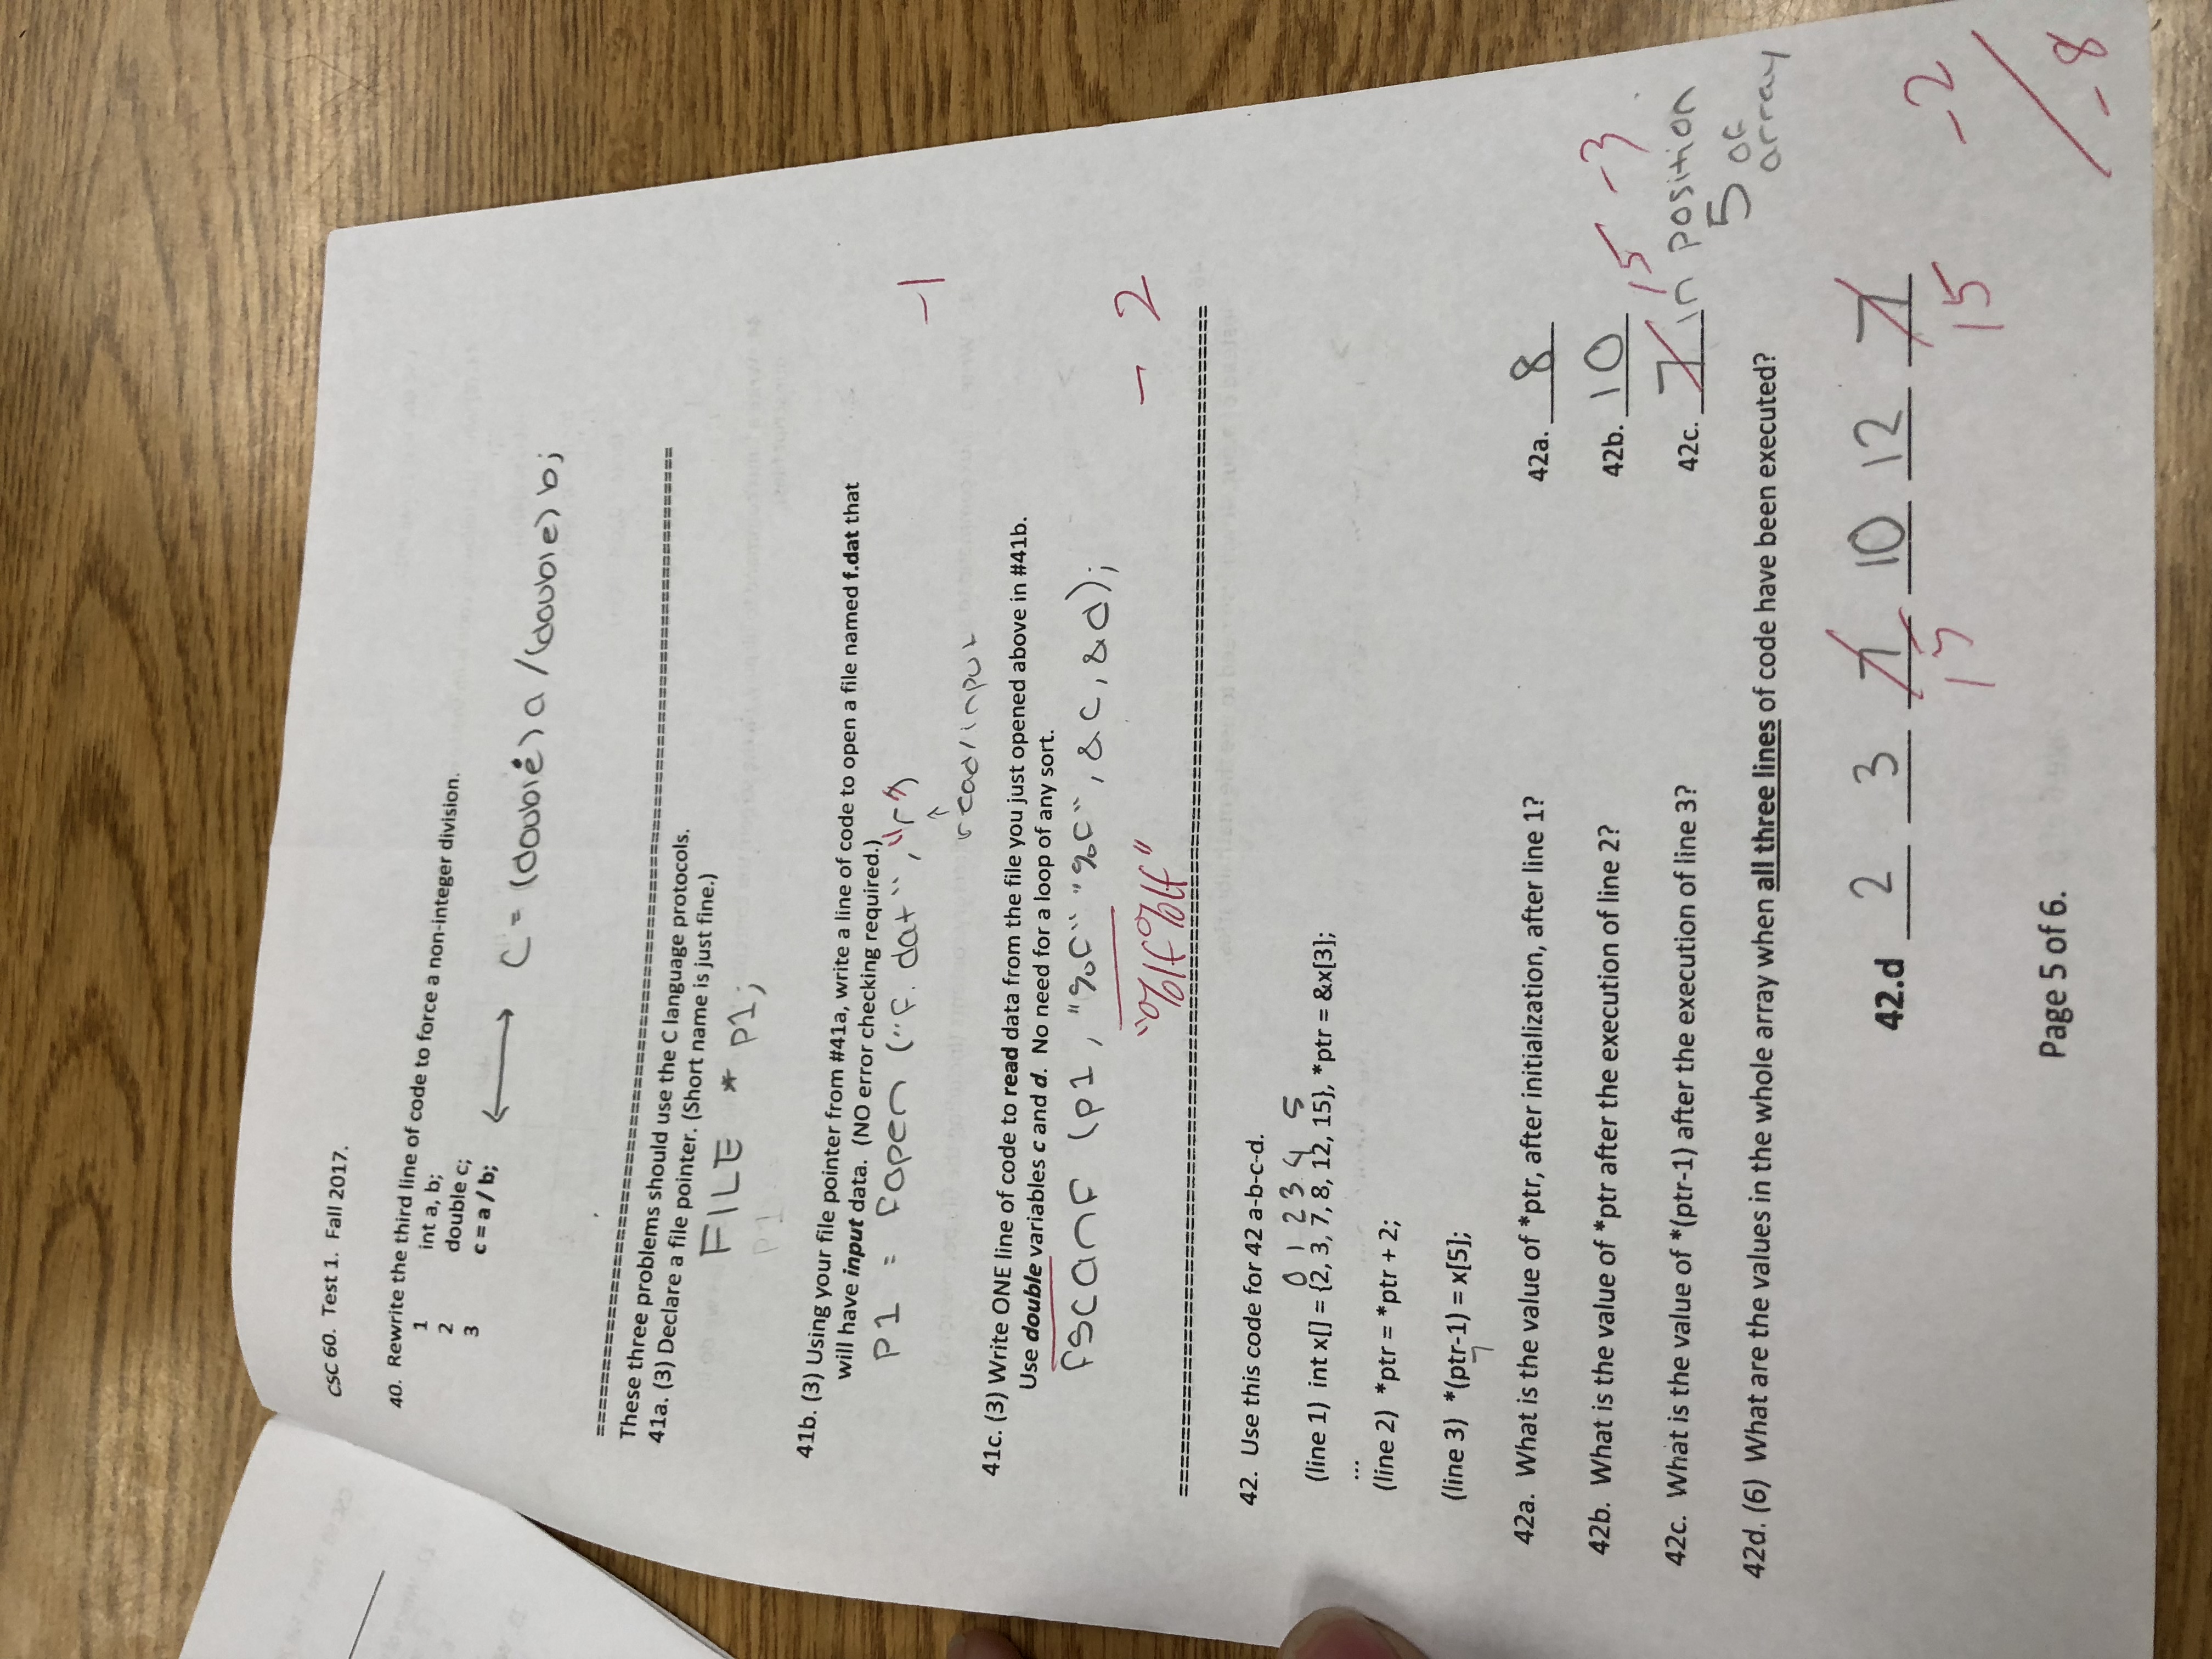 CSC 60. Test 1. Fall 2017.
40. Rewrite the third line of code to force a non-integer division.
1 int a, b;
2 double c;
3 c = a / b;
C = (double) a / (double) b;
================================================================================
These three problems should use the C language protocols.
41a. (3) Declare a file pointer. (Short name is just fine.)
FILE * p1;
P1
41b. (3) Using your file pointer from #41a, write a line of code to open a file named f.dat that
will have input data. (NO error checking required.)
P1 = fopen ("f. dat", "r")
-1
read/input
41c. (3) Write ONE line of code to read data from the file you just opened above in #41b.
Use double variables c and d. No need for a loop of any sort.
fscanf (p1, "%f" "%f", &c, &d);
"%lf%lf"
- 2
================================================================================
42. Use this code for 42 a-b-c-d.
0 1 2 3 4 5
(line 1) int x[] = {2, 3, 7, 8, 12, 15}, *ptr = &x[3];
...
(line 2) *ptr = *ptr + 2;
(line 3) *(ptr-1) = x[5];
7
42a. What is the value of *ptr, after initialization, after line 1? 42a. 8
42b. What is the value of *ptr after the execution of line 2? 42b. 10
15 -3
42c. What is the value of *(ptr-1) after the execution of line 3? 42c. 7 in position
5 of
array
42d. (6) What are the values in the whole array when all three lines of code have been executed?
42.d 2 3 7 10 12 7
15 15
-2
-8
Page 5 of 6.